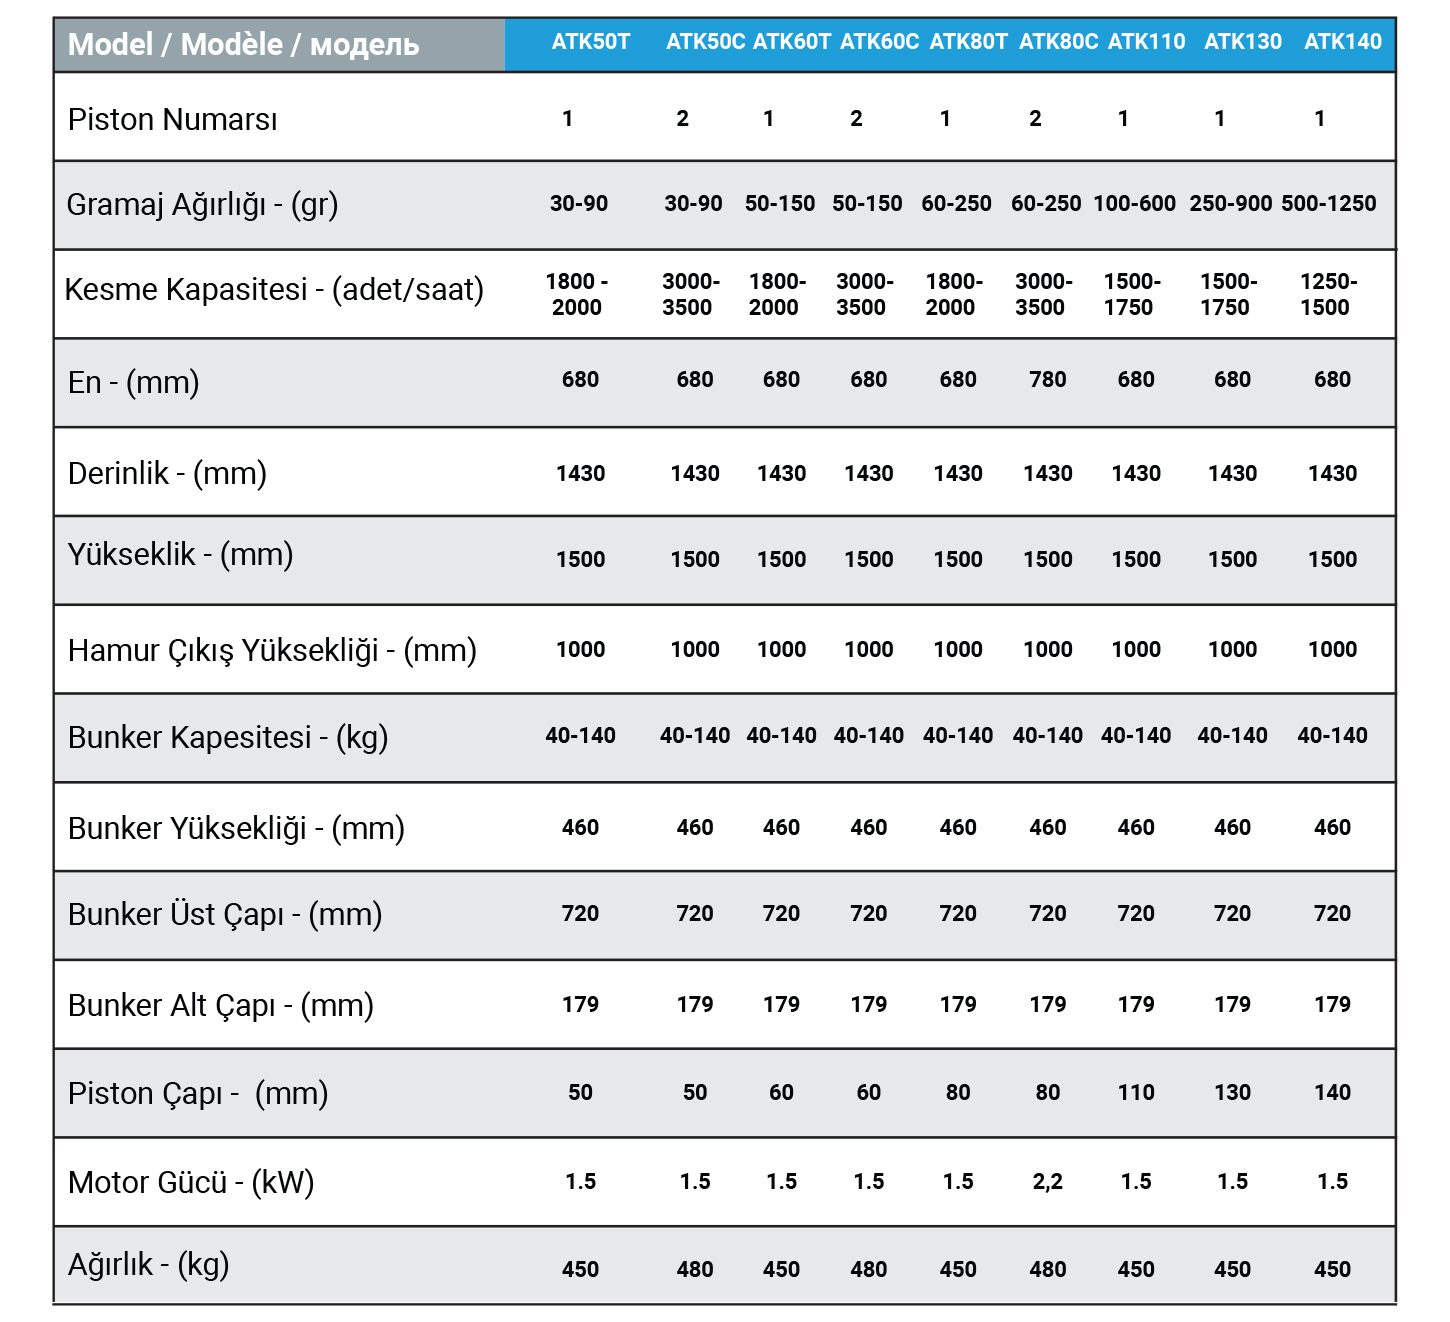 Model / Modèle / модель ATK50T ATK50C ATK60T ATK60C ATK80T ATK80C ATK110 ATK130 ATK140
Piston Numarsı 1 2 1 2 1 2 1 1 1
Gramaj Ağırlığı - (gr) 30-90 30-90 50-150 50-150 60-250 60-250 100-600 250-900 500-1250
Kesme Kapasitesi - (adet/saat) 1800 - 3000- 1800- 3000- 1800- 3000- 1500- 1500- 1250-
2000 3500 2000 3500 2000 3500 1750 1750 1500
En - (mm) 680 680 680 680 680 780 680 680 680
Derinlik - (mm) 1430 1430 1430 1430 1430 1430 1430 1430 1430
Yükseklik - (mm) 1500 1500 1500 1500 1500 1500 1500 1500 1500
Hamur Çıkış Yüksekliği - (mm) 1000 1000 1000 1000 1000 1000 1000 1000 1000
Bunker Kapesitesi - (kg) 40-140 40-140 40-140 40-140 40-140 40-140 40-140 40-140 40-140
Bunker Yüksekliği - (mm) 460 460 460 460 460 460 460 460 460
Bunker Üst Çapı - (mm) 720 720 720 720 720 720 720 720 720
Bunker Alt Çapı - (mm) 179 179 179 179 179 179 179 179 179
Piston Çapı - (mm) 50 50 60 60 80 80 110 130 140
Motor Gücü - (kW) 1.5 1.5 1.5 1.5 1.5 2,2 1.5 1.5 1.5
Ağırlık - (kg) 450 480 450 480 450 480 450 450 450